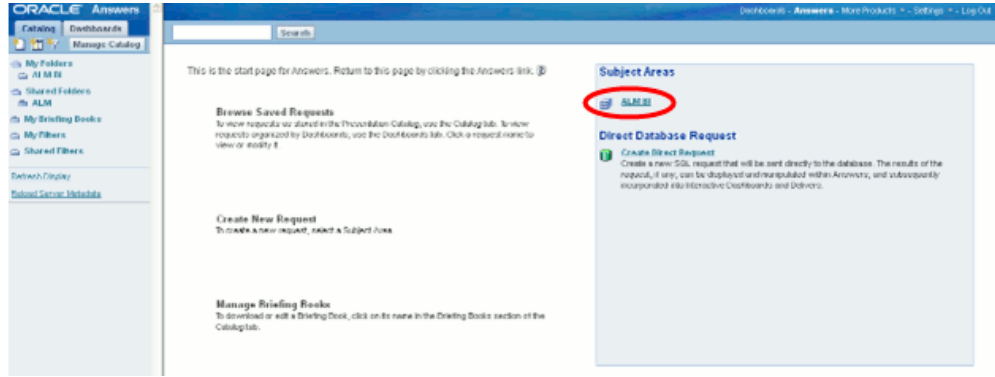 ORACLE Answers
Dashboards - Answers - More Products - Settings - Log Out
Catalog Dashboards
Manage Catalog
Search
My Folders
ALM BI
Shared Folders
ALM
My Briefing Books
My Filters
Shared Filters
Refresh Display
Reload Server Metadata
This is the start page for Answers. Return to this page by clicking the Answers link.
Browse Saved Requests
To view requests as stored in the Presentation Catalog, use the Catalog tab. To view
requests organized by Dashboards, use the Dashboards tab. Click a request name to
view or modify it.
Create New Request
To create a new request, select a Subject Area.
Manage Briefing Books
To download or edit a Briefing Book, click on its name in the Briefing Books section of the
Catalog tab.
Subject Areas
ALM BI
Direct Database Request
Create Direct Request
Create a new SQL request that will be sent directly to the database. The results of the
request, if any, can be displayed and manipulated within Answers, and subsequently
incorporated into Interactive Dashboards and Delivers.